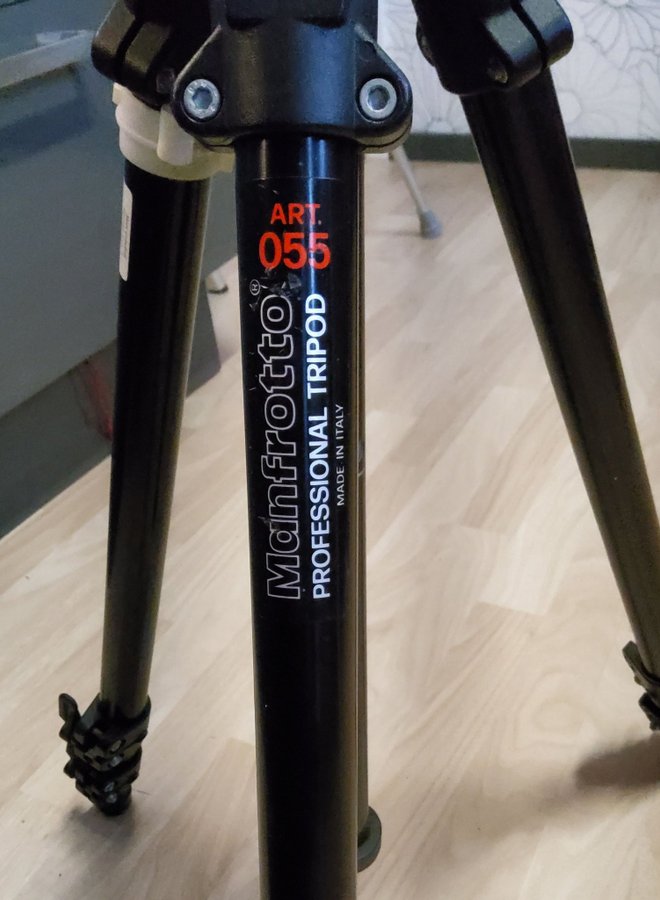 ART.
055
Manfrotto®
PROFESSIONAL TRIPOD
MADE IN ITALY